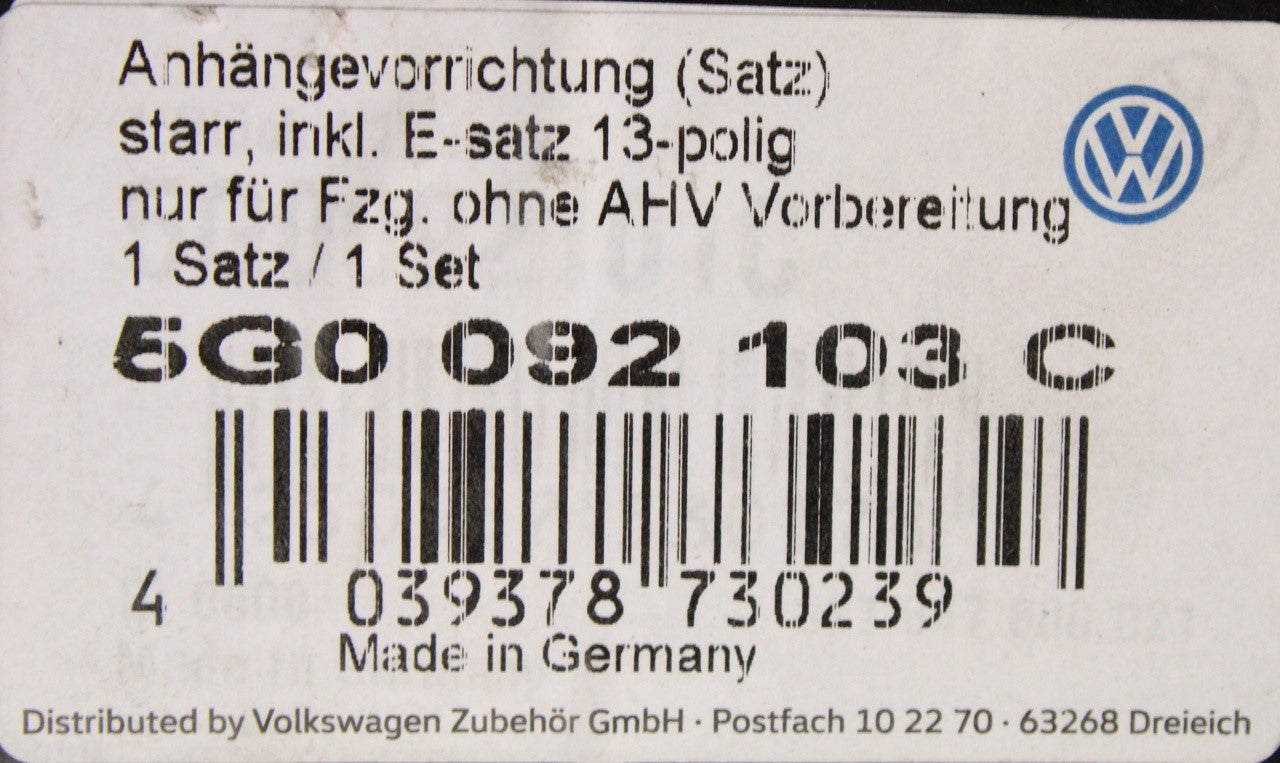 Anhängevorrichtung (Satz)
starr, inkl. E-satz 13-polig
nur für Fzg. ohne AHV Vorbereitung
1 Satz / 1 Set
5G0 092 103 C
4 039378 730239
Made in Germany
Distributed by Volkswagen Zubehör GmbH · Postfach 10 22 70 · 63268 Dreieich